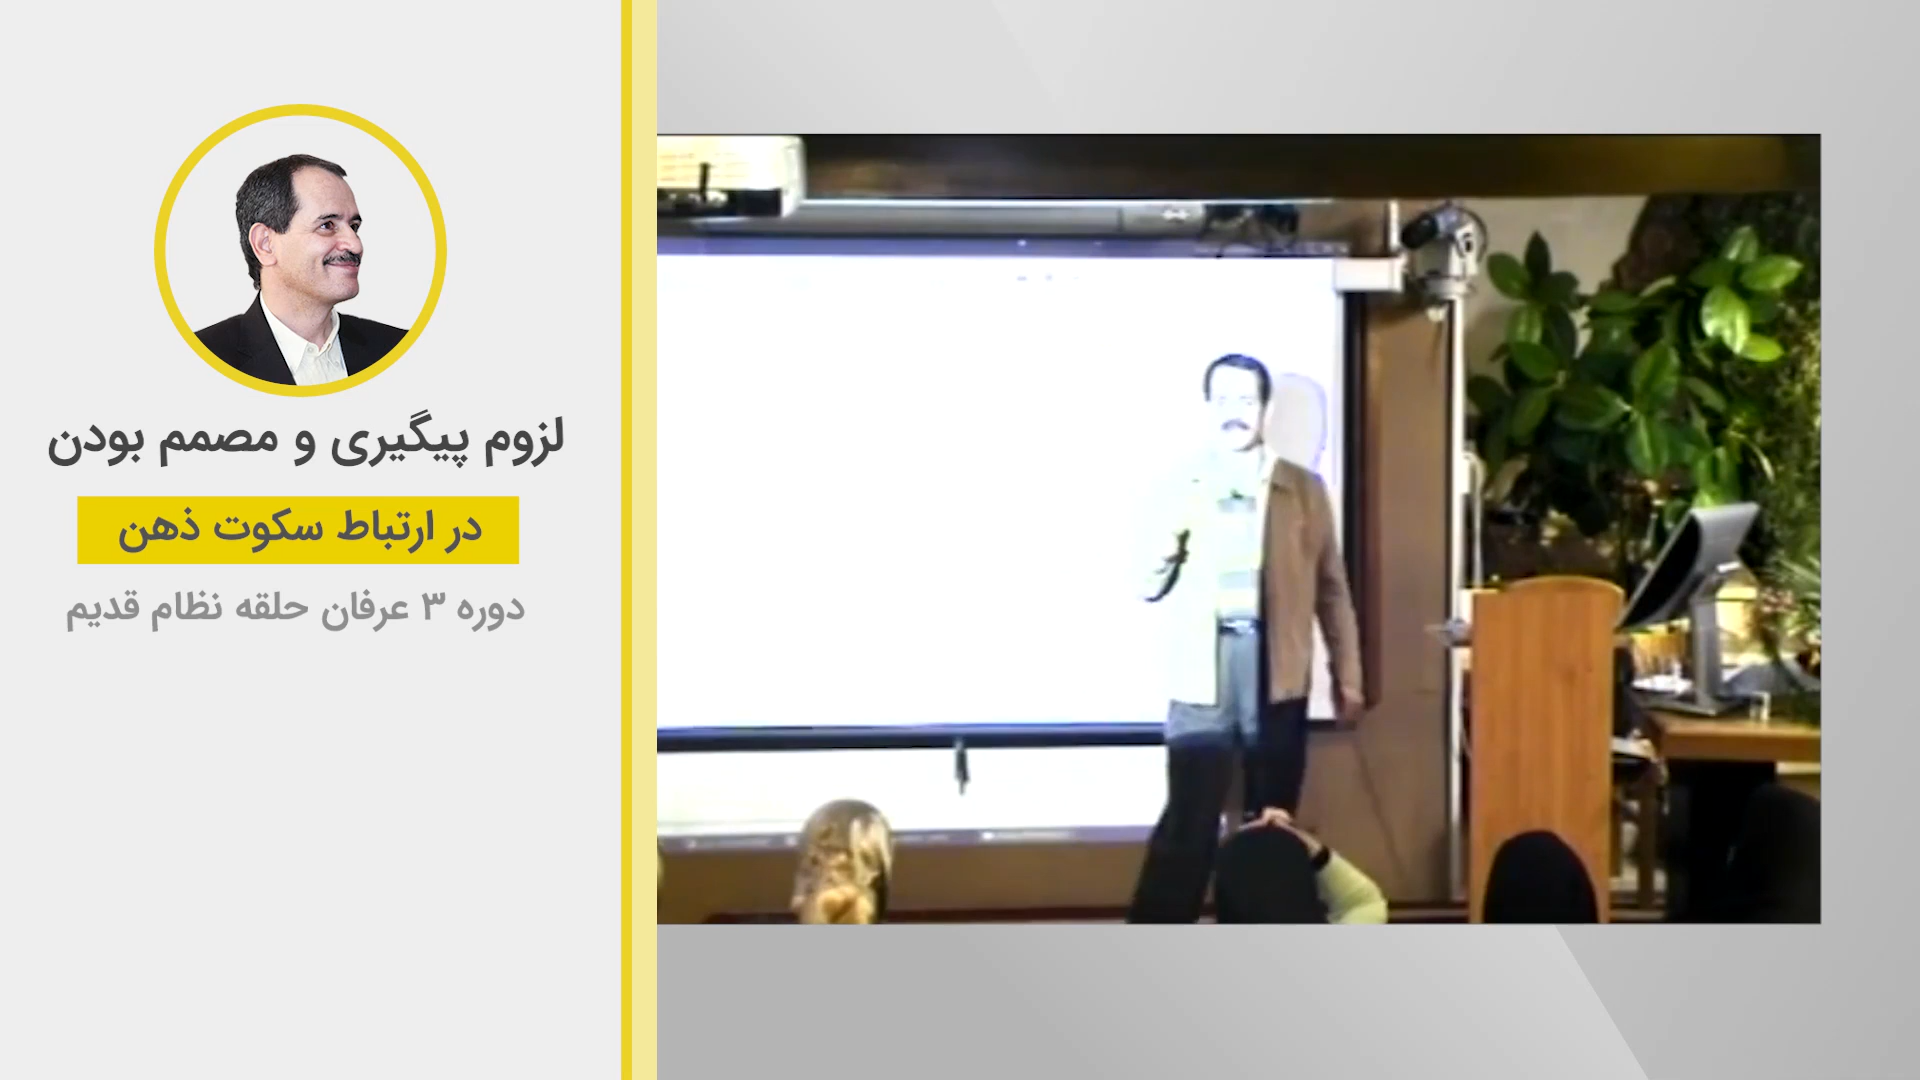 لزوم پیگیری و مصمم بودن
در ارتباط سکوت ذهن
دوره ۳ عرفان حلقه نظام قدیم